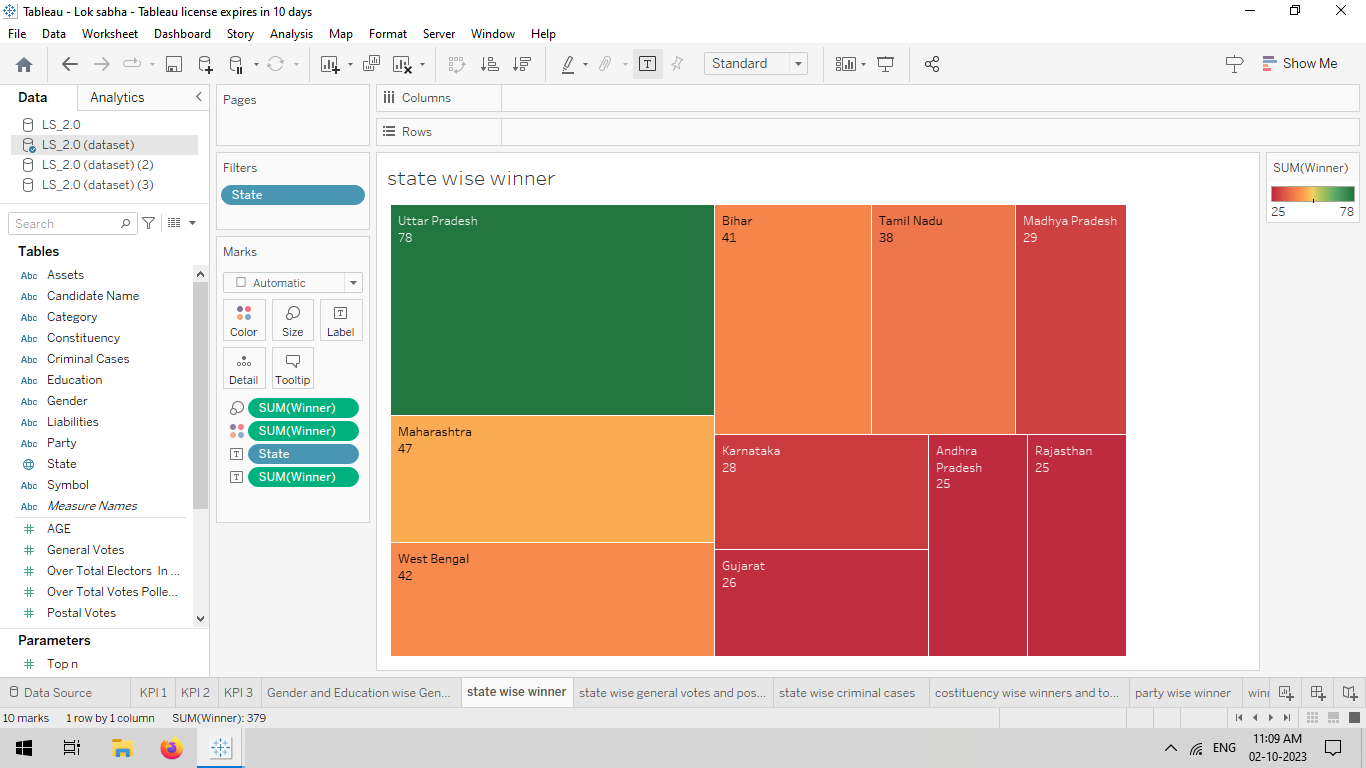 Tableau - Lok sabha - Tableau license expires in 10 days
File Data Worksheet Dashboard Story Analysis Map Format Server Window Help
Standard
Show Me
Data Analytics
LS_2.0
LS_2.0 (dataset)
LS_2.0 (dataset) (2)
LS_2.0 (dataset) (3)
Search
Tables
Abc Assets
Abc Candidate Name
Abc Category
Abc Constituency
Abc Criminal Cases
Abc Education
Abc Gender
Abc Liabilities
Abc Party
State
Abc Symbol
Abc Measure Names
# AGE
# General Votes
# Over Total Electors In ...
# Over Total Votes Polle...
# Postal Votes
Parameters
# Top n
Pages
Filters
State
Marks
Automatic
Color Size Label
Detail Tooltip
SUM(Winner)
SUM(Winner)
State
SUM(Winner)
Columns
Rows
state wise winner
Uttar Pradesh
78
Maharashtra
47
West Bengal
42
Bihar
41
Tamil Nadu
38
Madhya Pradesh
29
Karnataka
28
Gujarat
26
Andhra
Pradesh
25
Rajasthan
25
SUM(Winner)
25 78
Data Source KPI 1 KPI 2 KPI 3 Gender and Education wise Gen... state wise winner state wise general votes and pos... state wise criminal cases costituency wise winners and to... party wise winner winr
10 marks 1 row by 1 column SUM(Winner): 379
ENG
11:09 AM
02-10-2023